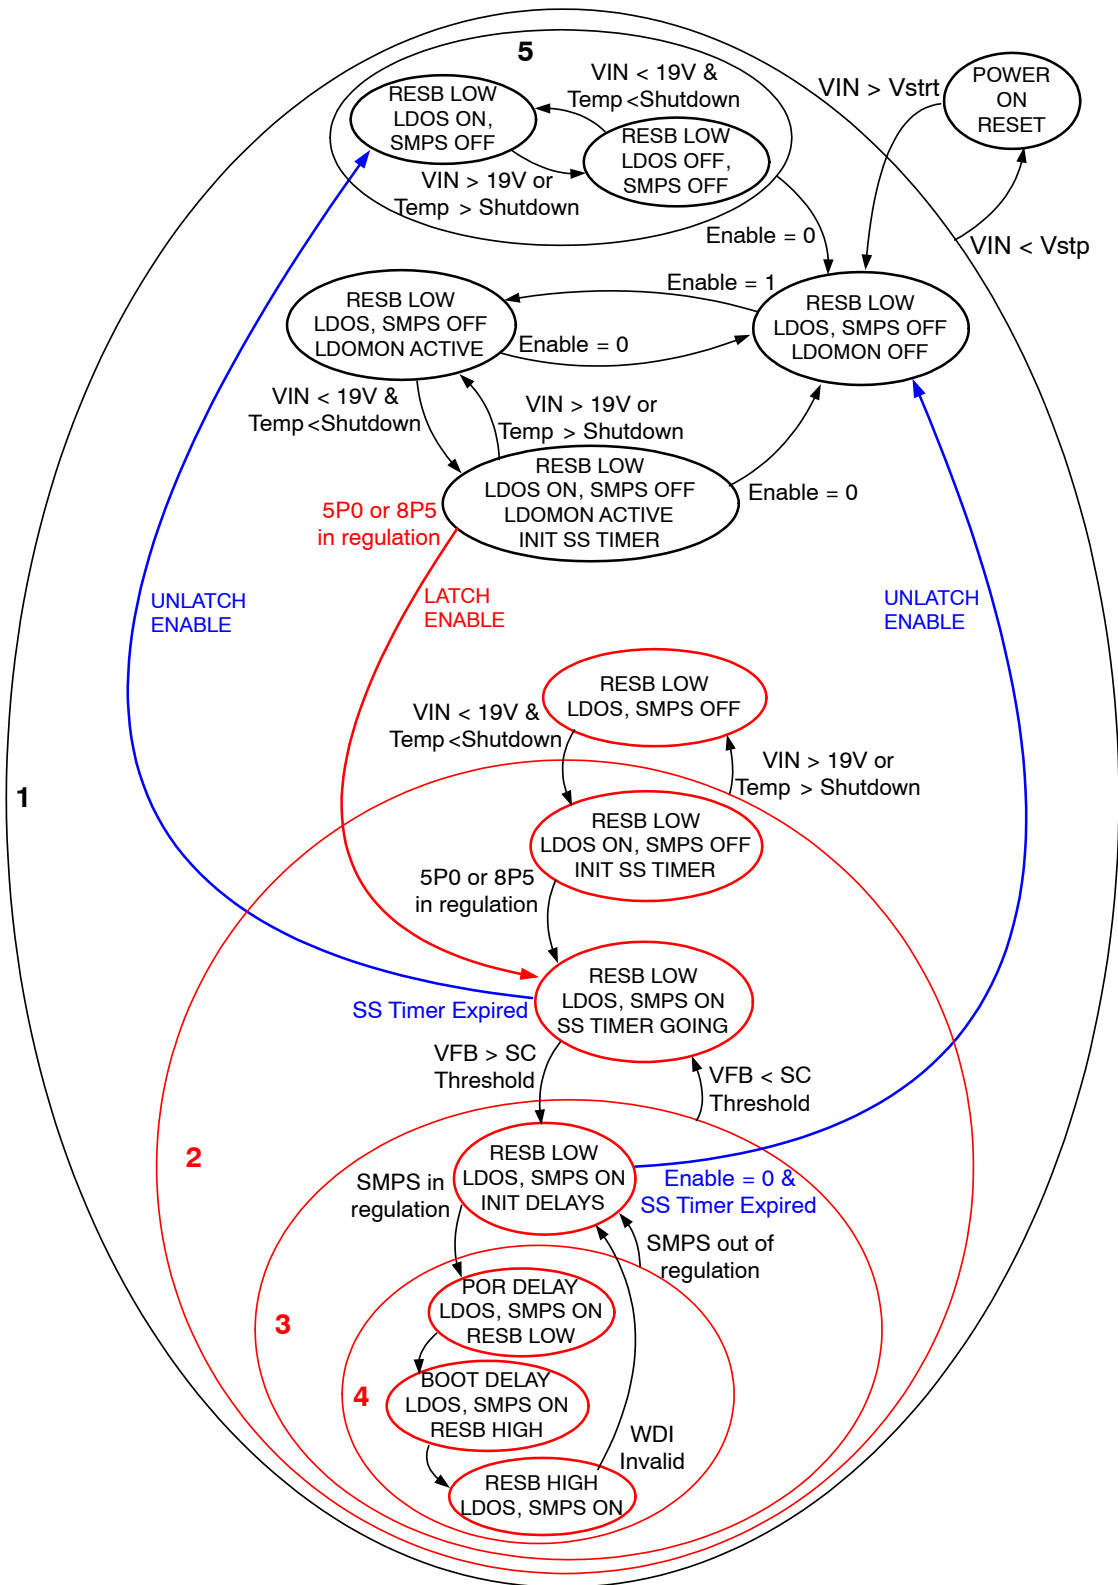 5
RESB LOW
LDOS ON,
SMPS OFF
VIN < 19V &
Temp <Shutdown
RESB LOW
LDOS OFF,
SMPS OFF
VIN > 19V or
Temp > Shutdown
VIN > Vstrt
POWER
ON
RESET
VIN < Vstp
Enable = 0
Enable = 1
RESB LOW
LDOS, SMPS OFF
LDOMON ACTIVE
Enable = 0
RESB LOW
LDOS, SMPS OFF
LDOMON OFF
VIN < 19V &
Temp <Shutdown
VIN > 19V or
Temp > Shutdown
RESB LOW
LDOS ON, SMPS OFF
LDOMON ACTIVE
INIT SS TIMER
Enable = 0
5P0 or 8P5
in regulation
UNLATCH
ENABLE
LATCH
ENABLE
UNLATCH
ENABLE
RESB LOW
LDOS, SMPS OFF
VIN < 19V &
Temp <Shutdown
VIN > 19V or
Temp > Shutdown
1
RESB LOW
LDOS ON, SMPS OFF
INIT SS TIMER
5P0 or 8P5
in regulation
RESB LOW
LDOS, SMPS ON
SS TIMER GOING
SS Timer Expired
VFB > SC
Threshold
VFB < SC
Threshold
2
RESB LOW
LDOS, SMPS ON
INIT DELAYS
SMPS in
regulation
Enable = 0 &
SS Timer Expired
SMPS out of
regulation
3
POR DELAY
LDOS, SMPS ON
RESB LOW
4
BOOT DELAY
LDOS, SMPS ON
RESB HIGH
WDI
Invalid
RESB HIGH
LDOS, SMPS ON